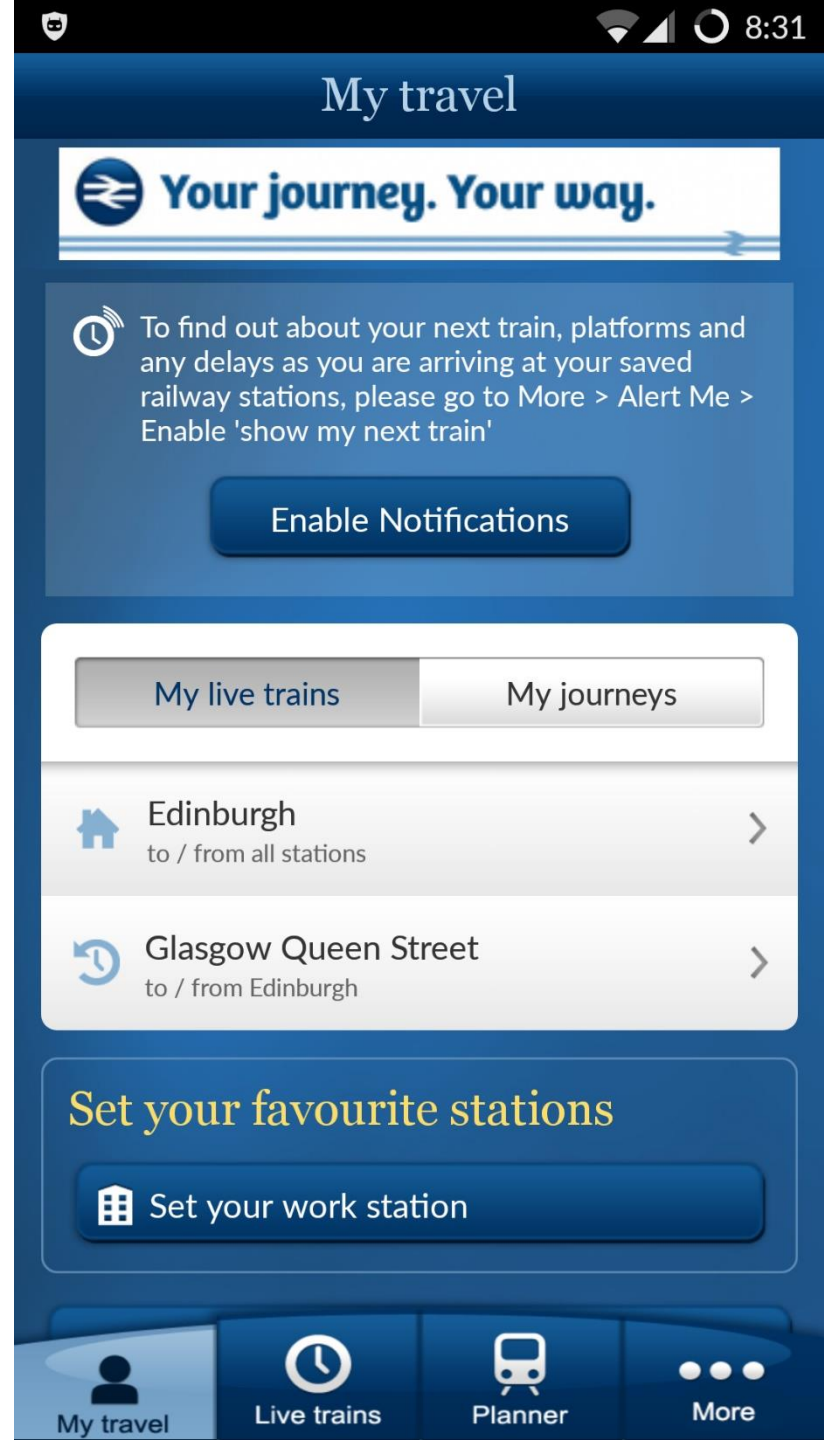 8:31
My travel
Your journey. Your way.
To find out about your next train, platforms and
any delays as you are arriving at your saved
railway stations, please go to More > Alert Me >
Enable 'show my next train'
Enable Notifications
My live trains
My journeys
Edinburgh
to / from all stations
Glasgow Queen Street
to / from Edinburgh
Set your favourite stations
Set your work station
My travel
Live trains
Planner
More